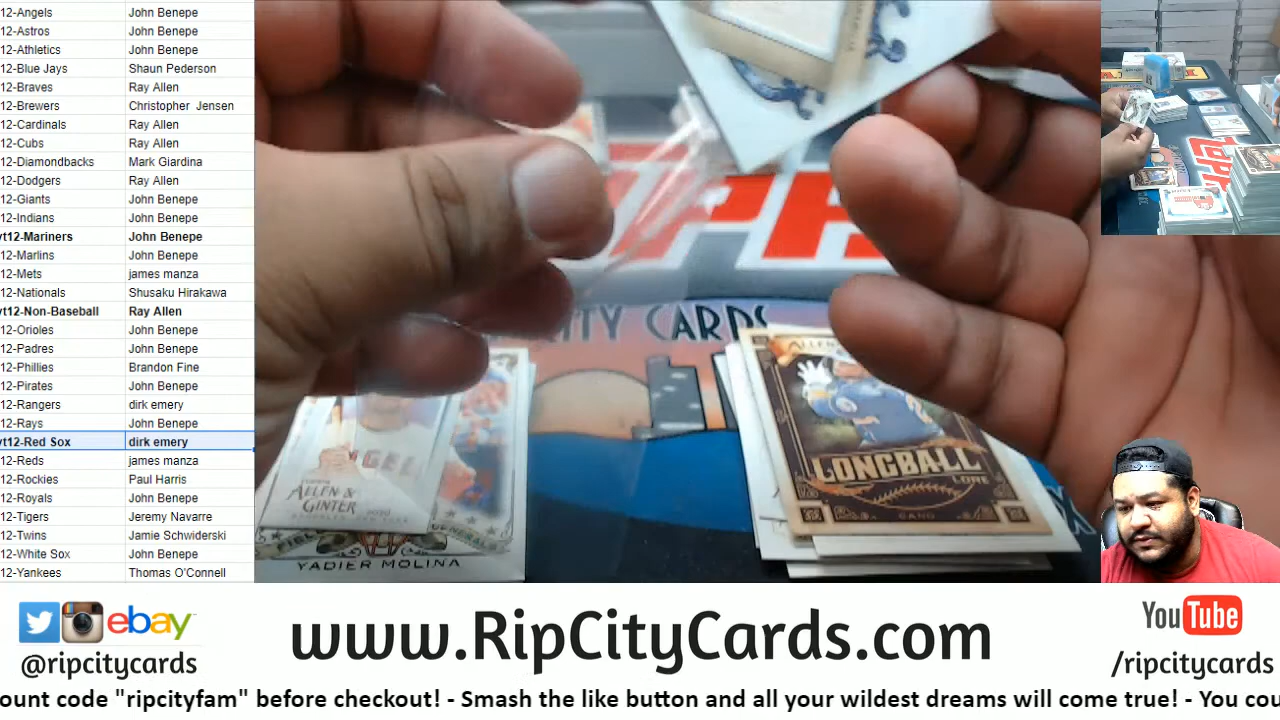 12-Angels John Benepe
12-Astros John Benepe
12-Athletics John Benepe
12-Blue Jays Shaun Pederson
12-Braves Ray Allen
12-Brewers Christopher Jensen
12-Cardinals Ray Allen
12-Cubs Ray Allen
12-Diamondbacks Mark Giardina
12-Dodgers Ray Allen
12-Giants John Benepe
12-Indians John Benepe
12-Mariners John Benepe
12-Marlins John Benepe
12-Mets james manza
12-Nationals Shusaku Hirakawa
12-Non-Baseball Ray Allen
12-Orioles John Benepe
12-Padres John Benepe
12-Phillies Brandon Fine
12-Pirates John Benepe
12-Rangers dirk emery
12-Rays John Benepe
t12-Red Sox dirk emery
12-Reds james manza
12-Rockies Paul Harris
12-Royals John Benepe
12-Tigers Jeremy Navarre
12-Twins Jamie Schwiderski
12-White Sox John Benepe
12-Yankees Thomas O'Connell
ITY CARDS
ALLEN &
GINTER
YADIER MOLINA
LONGBALL
LORE
CANO
ebay
@ripcitycards
www.RipCityCards.com
YouTube
/ripcitycards
ount code "ripcityfam" before checkout! - Smash the like button and all your wildest dreams will come true! - You cou